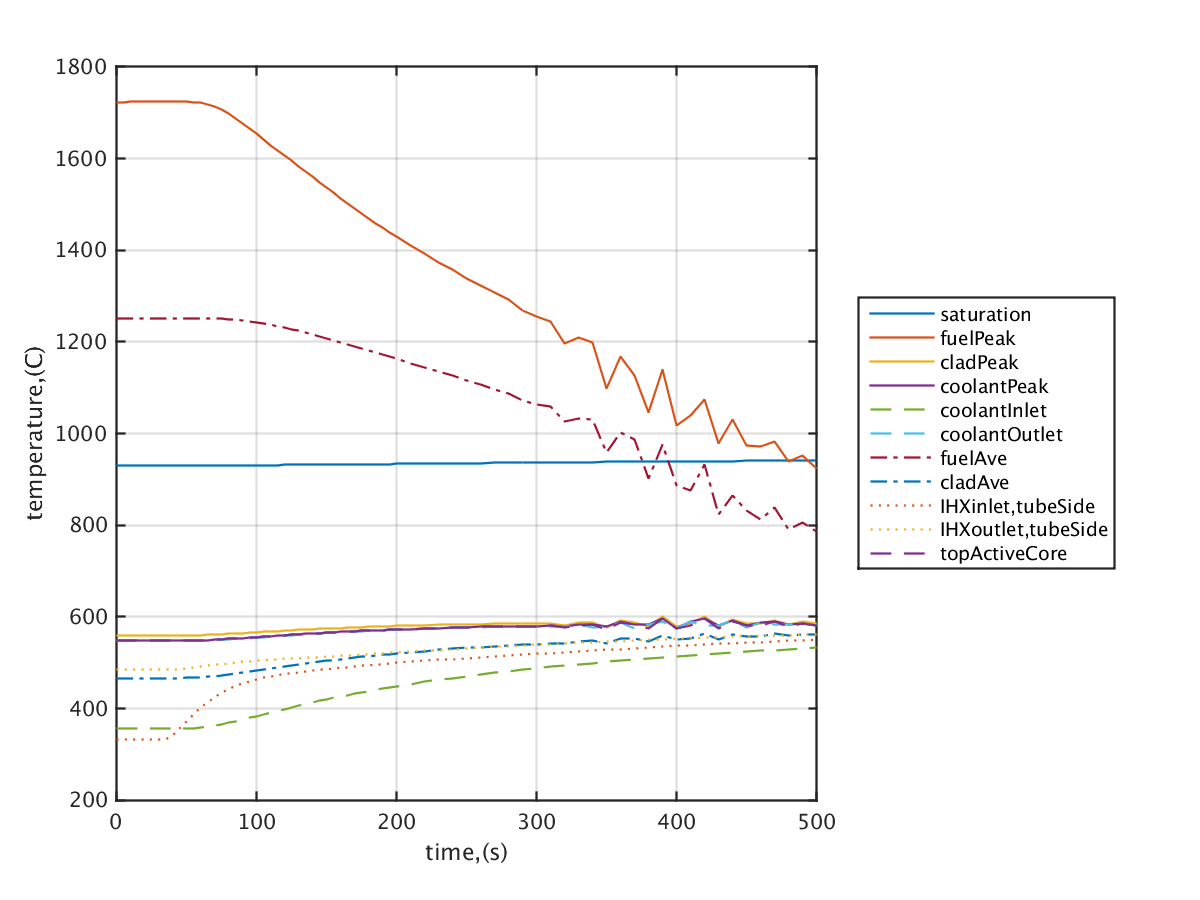 1800
1600
1400
1200
1000
800
600
400
200
temperature,(C)
0 100 200 300 400 500
time,(s)
saturation
fuelPeak
cladPeak
coolantPeak
coolantInlet
coolantOutlet
fuelAve
cladAve
IHXinlet,tubeSide
IHXoutlet,tubeSide
topActiveCore